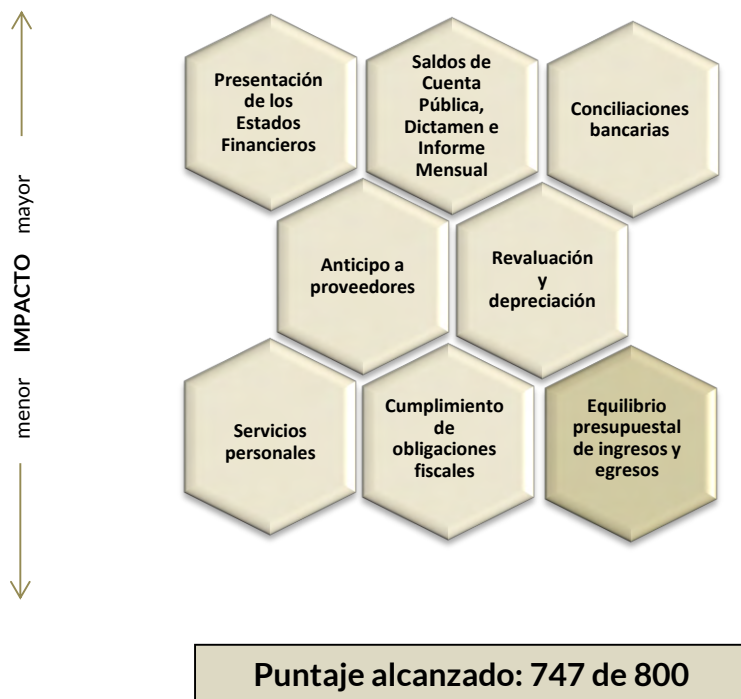 mayor
IMPACTO
menor
Presentación
de los
Estados
Financieros
Saldos de
Cuenta
Pública,
Dictamen e
Informe
Mensual
Conciliaciones
bancarias
Anticipo a
proveedores
Revaluación
y
depreciación
Servicios
personales
Cumplimiento
de
obligaciones
fiscales
Equilibrio
presupuestal
de ingresos y
egresos
Puntaje alcanzado: 747 de 800